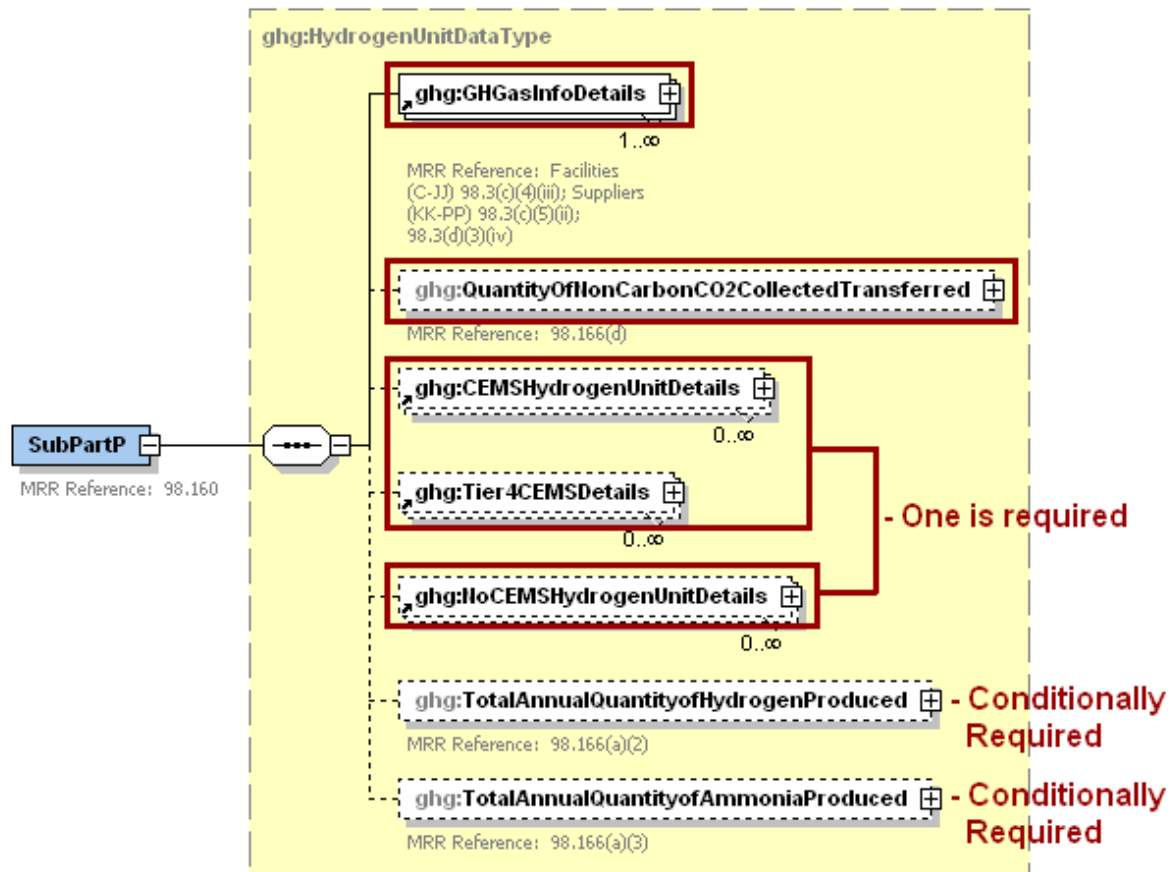 ghg:HydrogenUnitDataType
ghg:GHGasInfoDetails
1..∞
MRR Reference: Facilities
(C-JJ) 98.3(c)(4)(iii); Suppliers
(KK-PP) 98.3(c)(5)(ii);
98.3(d)(3)(iv)
ghg:QuantityOfNonCarbonCO2CollectedTransferred
MRR Reference: 98.166(d)
ghg:CEMSHydrogenUnitDetails
0..∞
SubPartP
MRR Reference: 98.160
ghg:Tier4CEMSDetails
0..∞
- One is required
ghg:NoCEMSHydrogenUnitDetails
0..∞
ghg:TotalAnnualQuantityofHydrogenProduced
- Conditionally
Required
MRR Reference: 98.166(a)(2)
ghg:TotalAnnualQuantityofAmmoniaProduced
- Conditionally
Required
MRR Reference: 98.166(a)(3)